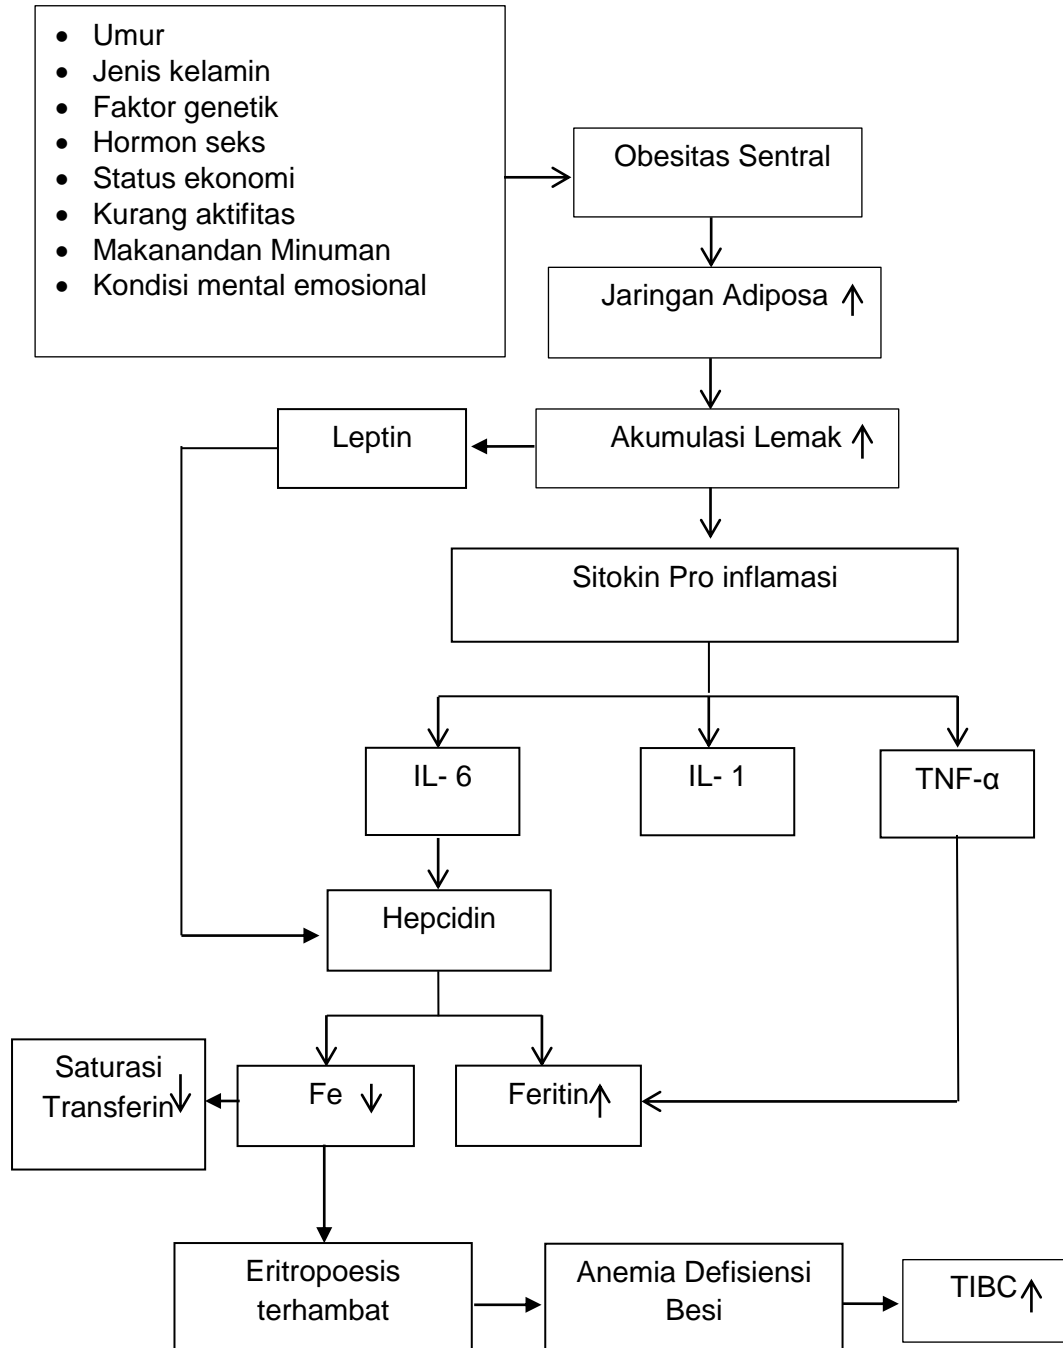 • Umur
• Jenis kelamin
• Faktor genetik
• Hormon seks
• Status ekonomi
• Kurang aktifitas
• Makanandan Minuman
• Kondisi mental emosional
Obesitas Sentral
Jaringan Adiposa ↑
Leptin
Akumulasi Lemak ↑
Sitokin Pro inflamasi
IL- 6
IL- 1
TNF-α
Hepcidin
Saturasi
Transferin ↓
Fe ↓
Feritin ↑
Eritropoesis
terhambat
Anemia Defisiensi
Besi
TIBC ↑